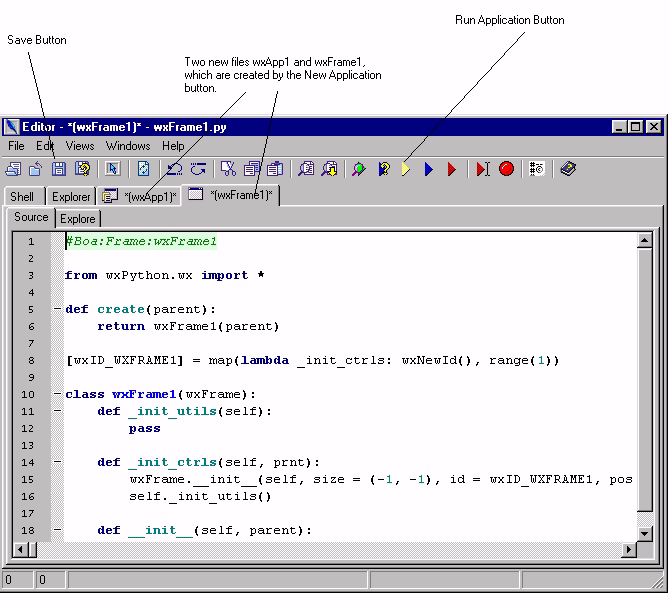 Run Application Button
Save Button
Two new files wxApp1 and wxFrame1,
which are created by the New Application
button.
Editor - *(wxFrame1)* - wxFrame1.py
File Edit Views Windows Help
Shell Explorer *(wxApp1)* *(wxFrame1)*
Source Explore
1 #Boa:Frame:wxFrame1
2
3 from wxPython.wx import *
4
5 def create(parent):
6 return wxFrame1(parent)
7
8 [wxID_WXFRAME1] = map(lambda _init_ctrls: wxNewId(), range(1))
9
10 class wxFrame1(wxFrame):
11 def _init_utils(self):
12 pass
13
14 def _init_ctrls(self, prnt):
15 wxFrame.__init__(self, size = (-1, -1), id = wxID_WXFRAME1, pos
16 self._init_utils()
17
18 def __init__(self, parent):
0 0